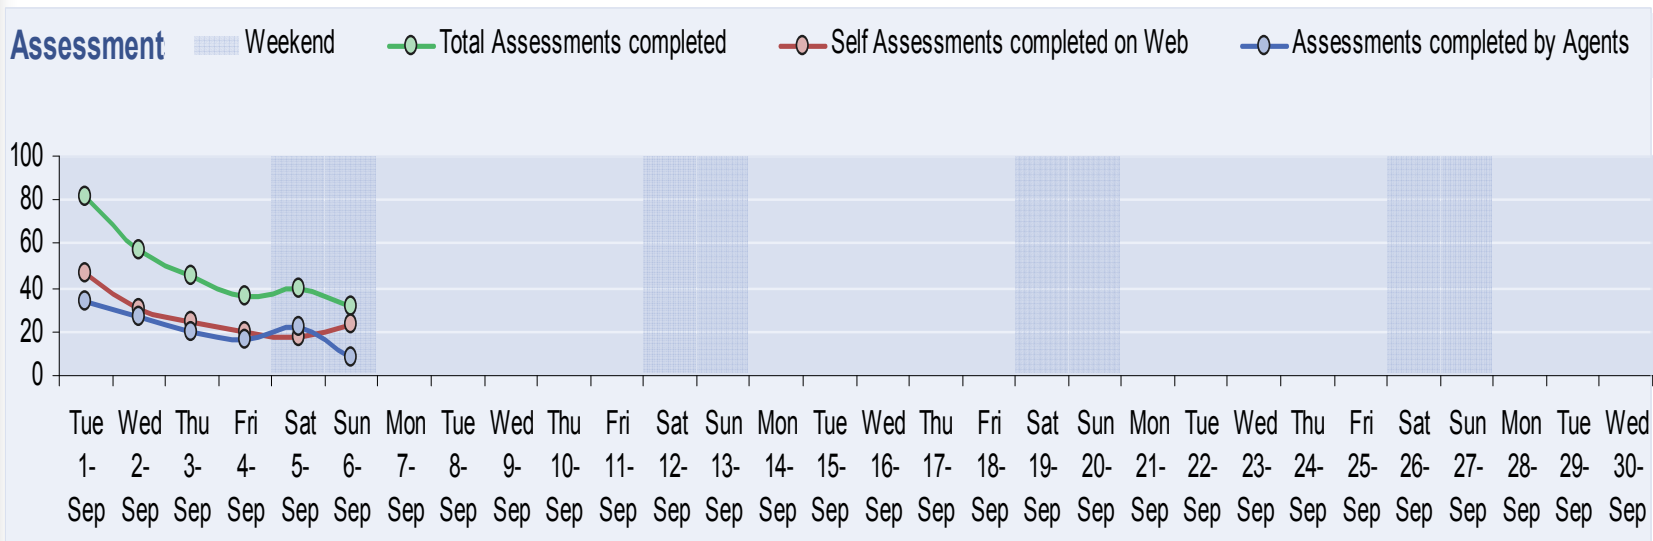 Assessment Weekend Total Assessments completed Self Assessments completed on Web Assessments completed by Agents
100
80
60
40
20
0
Tue Wed Thu Fri Sat Sun Mon Tue Wed Thu Fri Sat Sun Mon Tue Wed Thu Fri Sat Sun Mon Tue Wed Thu Fri Sat Sun Mon Tue Wed
1- 2- 3- 4- 5- 6- 7- 8- 9- 10- 11- 12- 13- 14- 15- 16- 17- 18- 19- 20- 21- 22- 23- 24- 25- 26- 27- 28- 29- 30-
Sep Sep Sep Sep Sep Sep Sep Sep Sep Sep Sep Sep Sep Sep Sep Sep Sep Sep Sep Sep Sep Sep Sep Sep Sep Sep Sep Sep Sep Sep